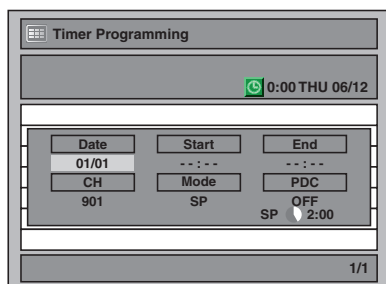 Timer Programming
0:00 THU 06/12
Date Start End
01/01 --:-- --:--
CH Mode PDC
901 SP OFF
SP 2:00
1/1